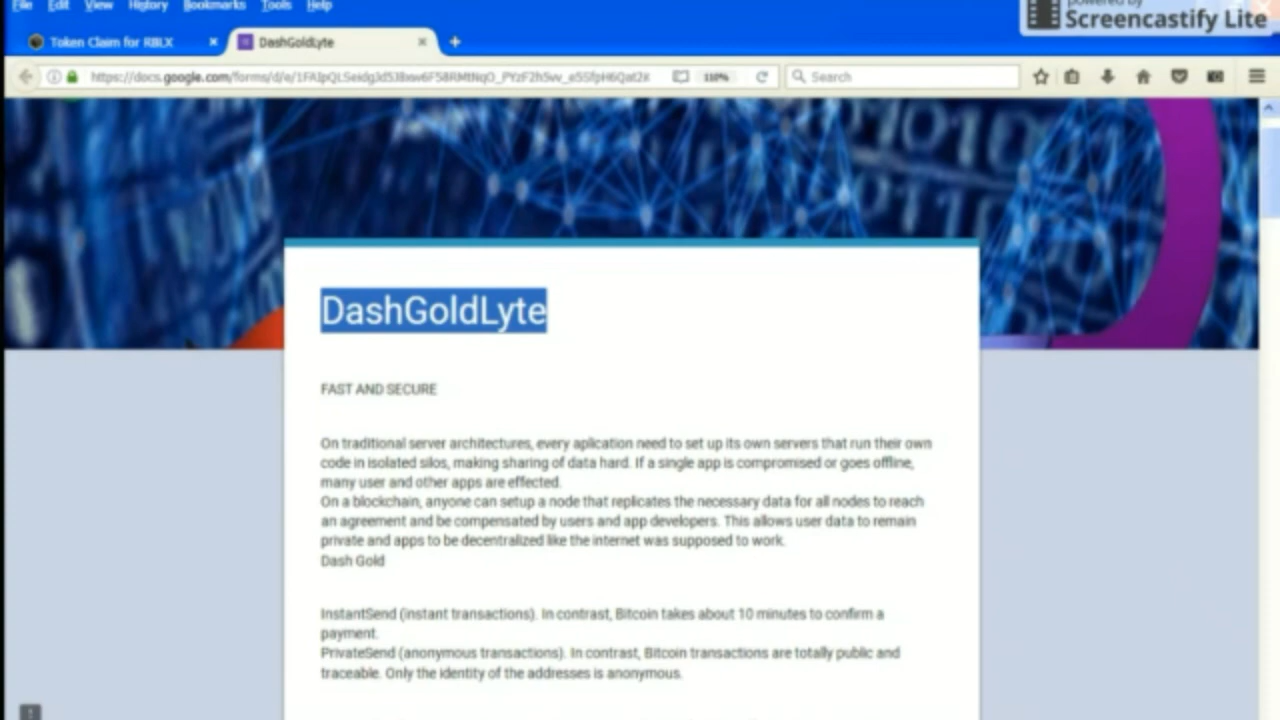 powered by
Screencastify Lite
File Edit View History Bookmarks Tools Help
Token Claim for RBLX
DashGoldLyte
110%
Search
DashGoldLyte
FAST AND SECURE
On traditional server architectures, every aplication need to set up its own servers that run their own
code in isolated silos, making sharing of data hard. If a single app is compromised or goes offline,
many user and other apps are effected.
On a blockchain, anyone can setup a node that replicates the necessary data for all nodes to reach
an agreement and be compensated by users and app developers. This allows user data to remain
private and apps to be decentralized like the internet was supposed to work.
Dash Gold
InstantSend (instant transactions). In contrast, Bitcoin takes about 10 minutes to confirm a
payment.
PrivateSend (anonymous transactions). In contrast, Bitcoin transactions are totally public and
traceable. Only the identity of the addresses is anonymous.